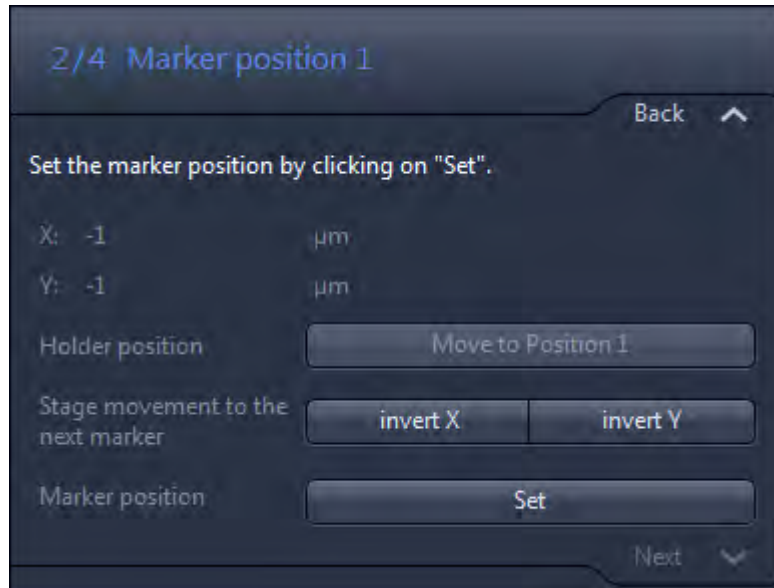 2/4 Marker position 1
Back
Set the marker position by clicking on "Set".
X: -1 µm
Y: -1 µm
Holder position Move to Position 1
Stage movement to the
next marker invert X invert Y
Marker position Set
Next